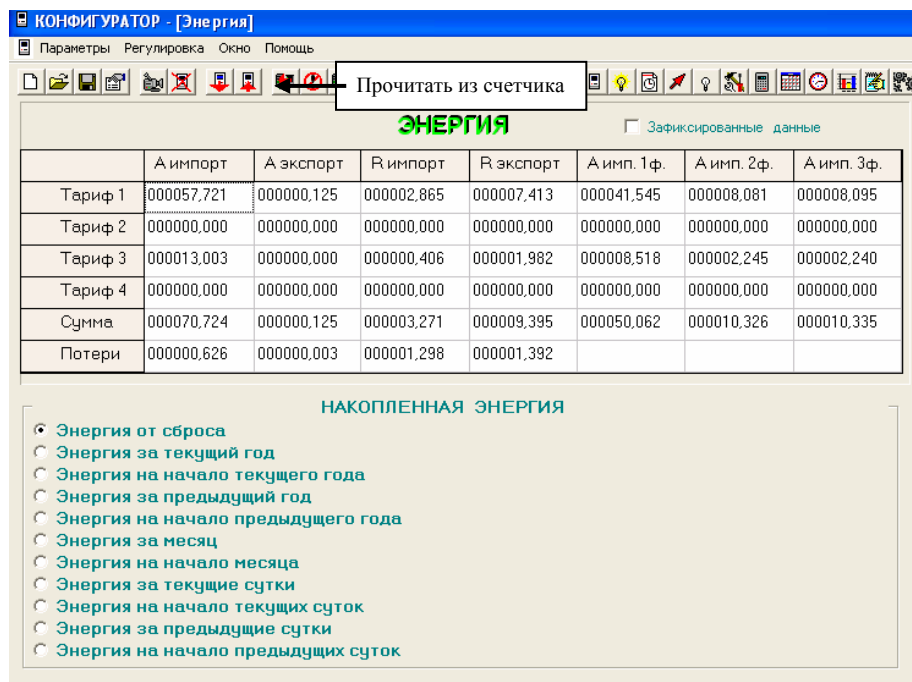 КОНФИГУРАТОР - [Энергия]
Параметры Регулировка Окно Помощь
Прочитать из счетчика
ЭНЕРГИЯ
Зафиксированные данные
А импорт А экспорт R импорт R экспорт А имп. 1ф. А имп. 2ф. А имп. 3ф.
Тариф 1 000057,721 000000,125 000002,865 000007,413 000041,545 000008,081 000008,095
Тариф 2 000000,000 000000,000 000000,000 000000,000 000000,000 000000,000 000000,000
Тариф 3 000013,003 000000,000 000000,406 000001,982 000008,518 000002,245 000002,240
Тариф 4 000000,000 000000,000 000000,000 000000,000 000000,000 000000,000 000000,000
Сумма 000070,724 000000,125 000003,271 000009,395 000050,062 000010,326 000010,335
Потери 000000,626 000000,003 000001,298 000001,392
НАКОПЛЕННАЯ ЭНЕРГИЯ
Энергия от сброса
Энергия за текущий год
Энергия на начало текущего года
Энергия за предыдущий год
Энергия на начало предыдущего года
Энергия за месяц
Энергия на начало месяца
Энергия за текущие сутки
Энергия на начало текущих суток
Энергия за предыдущие сутки
Энергия на начало предыдущих суток